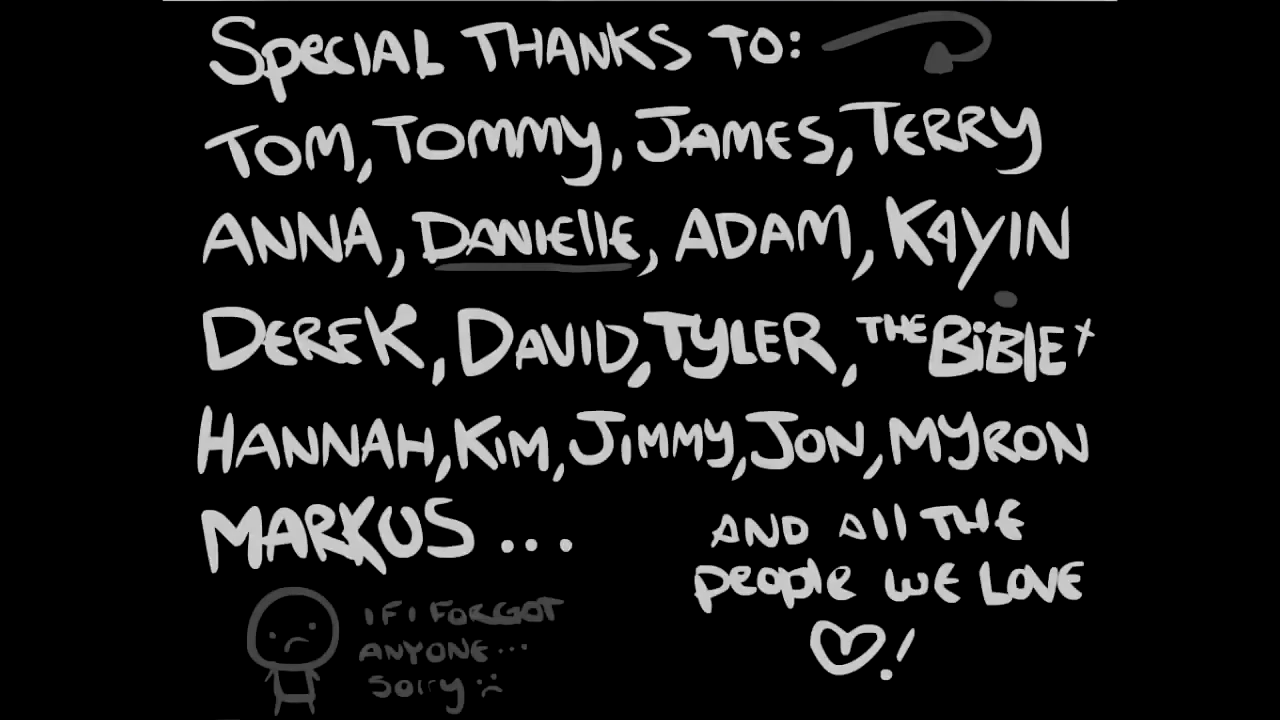 SpecIAL THANKS TO:
TOM, TOMMY, JAMES, TERRY
ANNA, DANIElle, ADAM, KAYIN
DEREK, DAVID, TYLER, THE BiBlE
HANNAH, KiM, JiMMY, JON, MYRON
MARKUS ...
AND All THE
people WE LOVE
♡!
IF I FORGOT
ANYONE...
Sorry :(